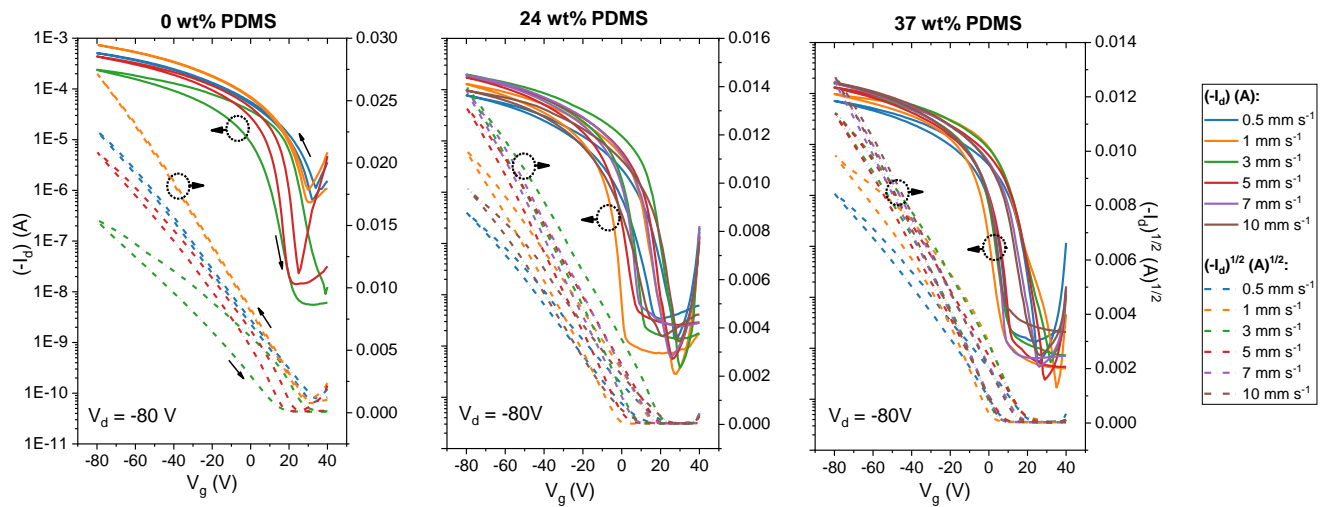 0 wt% PDMS
24 wt% PDMS
37 wt% PDMS
1E-3
1E-4
1E-5
1E-6
1E-7
1E-8
1E-9
1E-10
1E-11
(-I_d) (A)
0.030
0.025
0.020
0.015
0.010
0.005
0.000
V_d = -80 V
-80 -60 -40 -20 0 20 40
V_g (V)
0.016
0.014
0.012
0.010
0.008
0.006
0.004
0.002
0.000
V_d = -80V
-80 -60 -40 -20 0 20 40
V_g (V)
0.014
0.012
0.010
0.008
0.006
0.004
0.002
0.000
(-I_d)^1/2 (A)^1/2
V_d = -80V
-80 -60 -40 -20 0 20 40
V_g (V)
(-I_d) (A):
0.5 mm s⁻¹
1 mm s⁻¹
3 mm s⁻¹
5 mm s⁻¹
7 mm s⁻¹
10 mm s⁻¹
(-I_d)^1/2 (A)^1/2:
0.5 mm s⁻¹
1 mm s⁻¹
3 mm s⁻¹
5 mm s⁻¹
7 mm s⁻¹
10 mm s⁻¹